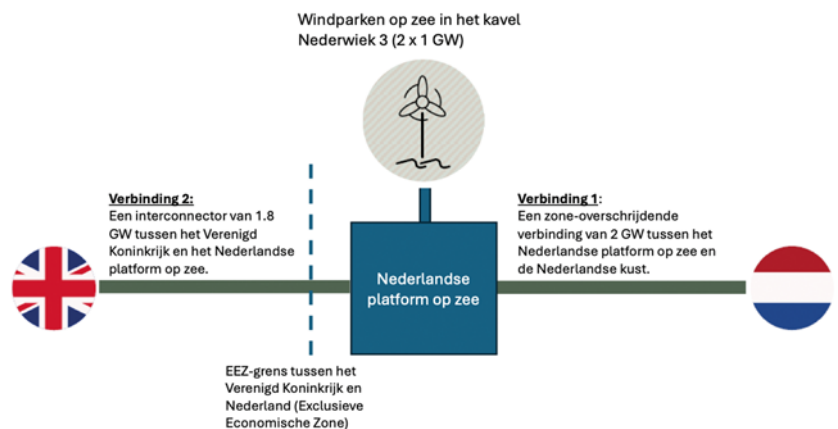 Windparken op zee in het kavel
Nederwiek 3 (2 x 1 GW)
Verbinding 2:
Een interconnector van 1.8
GW tussen het Verenigd
Koninkrijk en het Nederlandse
platform op zee.
Verbinding 1:
Een zone-overschrijdende
verbinding van 2 GW tussen het
Nederlandse platform op zee en
de Nederlandse kust.
Nederlandse
platform op zee
EEZ-grens tussen het
Verenigd Koninkrijk en
Nederland (Exclusieve
Economische Zone)